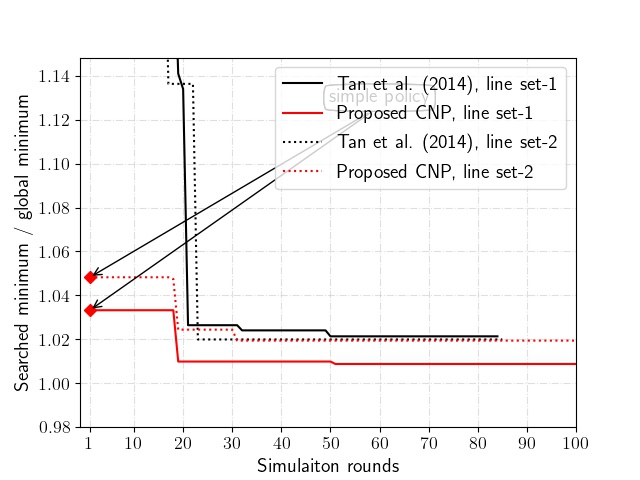 Searched minimum / global minimum
1.14
1.12
1.10
1.08
1.06
1.04
1.02
1.00
0.98
Tan et al. (2014), line set-1
simple policy
Proposed CNP, line set-1
Tan et al. (2014), line set-2
Proposed CNP, line set-2
1 10 20 30 40 50 60 70 80 90 100
Simulaiton rounds